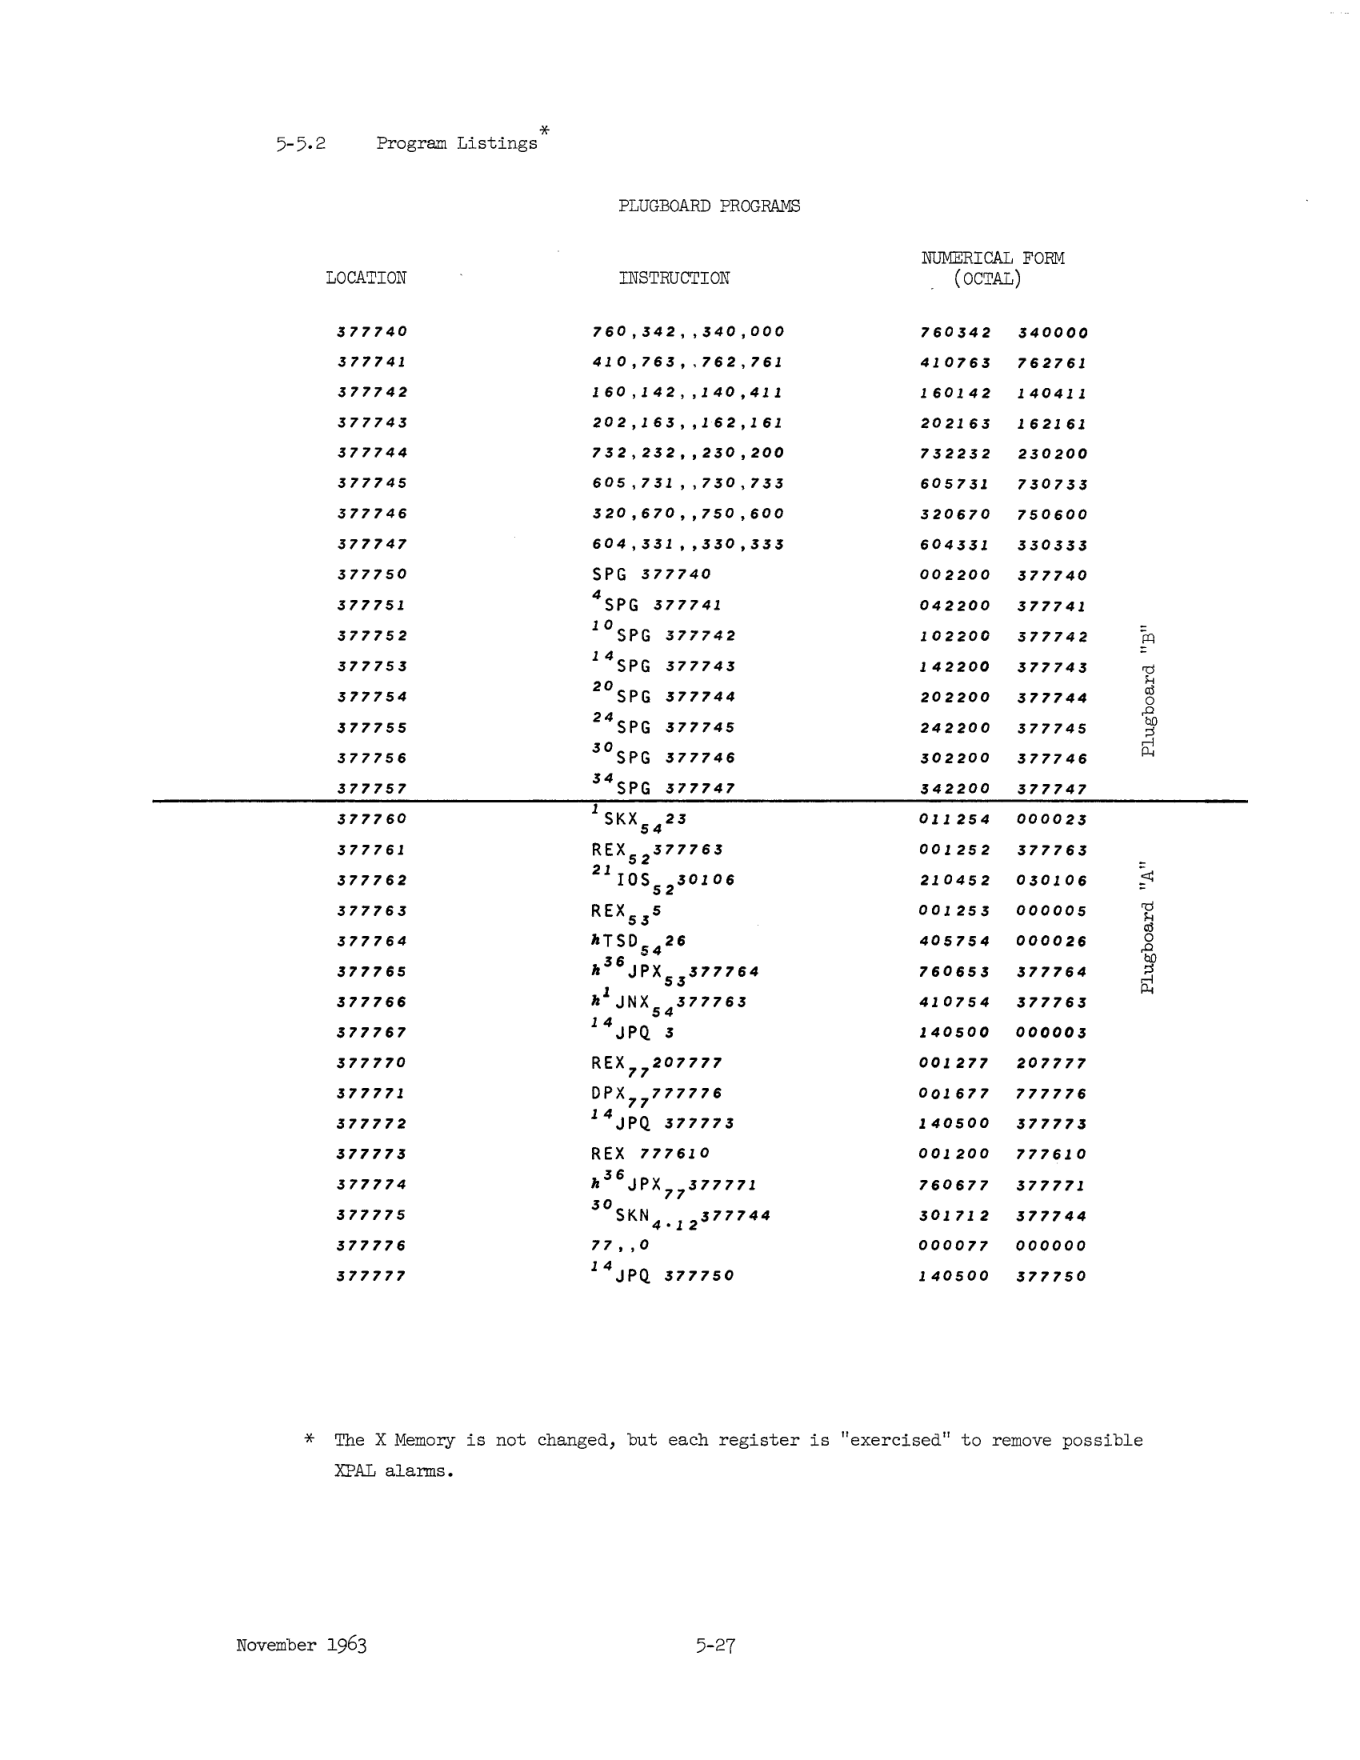 5-5.2 Program Listings*
PLUGBOARD PROGRAMS
NUMERICAL FORM
LOCATION INSTRUCTION (OCTAL)
377740 760,342,,340,000 760342 340000
377741 410,763,,762,761 410763 762761
377742 160,142,,140,411 160142 140411
377743 202,163,,162,161 202163 162161
377744 732,232,,230,200 732232 230200
377745 605,731,,730,733 605731 730733
377746 320,670,,750,600 320670 750600
377747 604,331,,330,333 604331 330333
377750 SPG 377740 002200 377740
377751 ⁴SPG 377741 042200 377741
377752 ¹⁰SPG 377742 102200 377742
377753 ¹⁴SPG 377743 142200 377743
377754 ²⁰SPG 377744 202200 377744
377755 ²⁴SPG 377745 242200 377745
377756 ³⁰SPG 377746 302200 377746
377757 ³⁴SPG 377747 342200 377747
Plugboard "B"
377760 ¹SKX₅₄23 011254 000023
377761 REX₅₂377763 001252 377763
377762 ²¹IOS₅₂30106 210452 030106
377763 REX₅₃5 001253 000005
377764 hTSD₅₄26 405754 000026
377765 h³⁶JPX₅₃377764 760653 377764
377766 h¹JNX₅₄377763 410754 377763
377767 ¹⁴JPQ 3 140500 000003
377770 REX₇₇207777 001277 207777
377771 DPX₇₇777776 001677 777776
377772 ¹⁴JPQ 377773 140500 377773
377773 REX 777610 001200 777610
377774 h³⁶JPX₇₇377771 760677 377771
377775 ³⁰SKN₄.₁₂377744 301712 377744
377776 77,,0 000077 000000
377777 ¹⁴JPQ 377750 140500 377750
Plugboard "A"
* The X Memory is not changed, but each register is "exercised" to remove possible
XPAL alarms.
November 1963 5-27